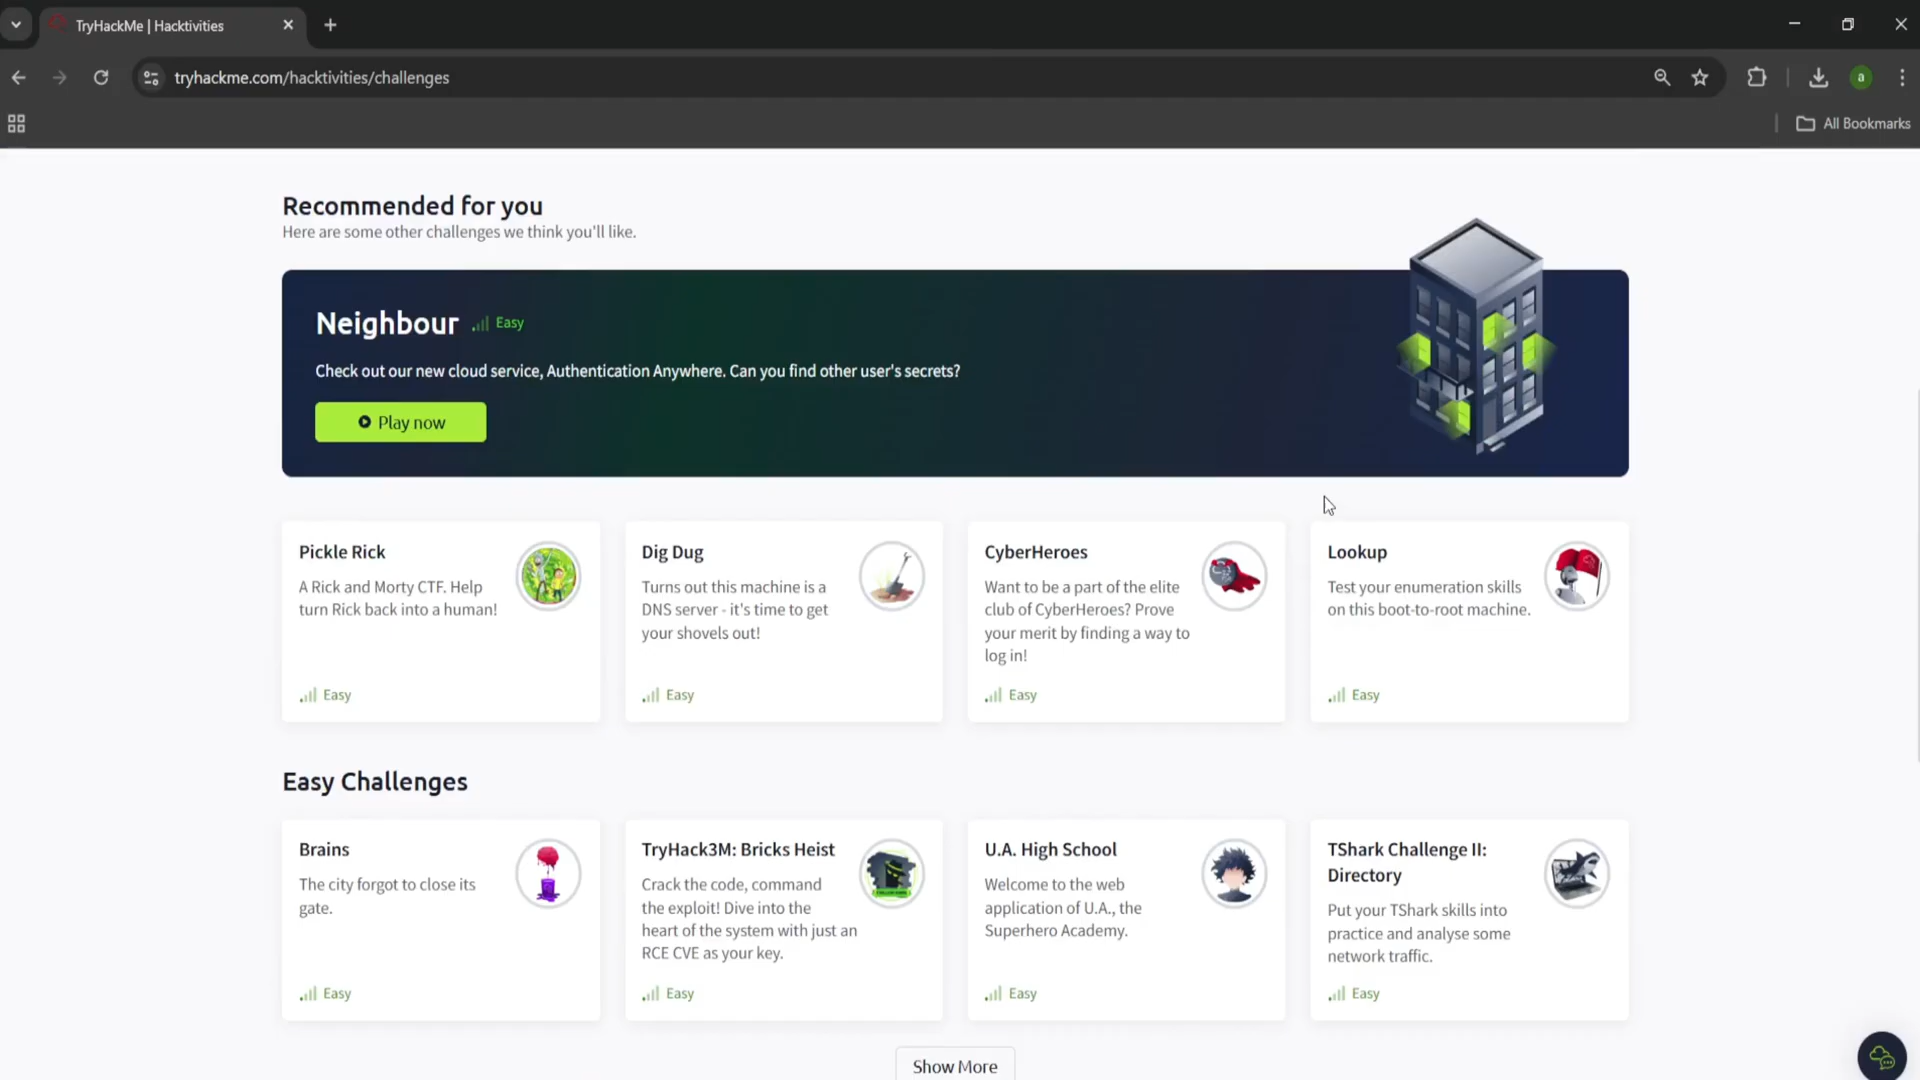 TryHackMe | Hacktivities
tryhackme.com/hacktivities/challenges
a
All Bookmarks
Recommended for you
Here are some other challenges we think you'll like.
Neighbour Easy
Check out our new cloud service, Authentication Anywhere. Can you find other user's secrets?
Play now
Pickle Rick
A Rick and Morty CTF. Help
turn Rick back into a human!
Easy
Dig Dug
Turns out this machine is a
DNS server - it's time to get
your shovels out!
Easy
CyberHeroes
Want to be a part of the elite
club of CyberHeroes? Prove
your merit by finding a way to
log in!
Easy
Lookup
Test your enumeration skills
on this boot-to-root machine.
Easy
Easy Challenges
Brains
The city forgot to close its
gate.
Easy
TryHack3M: Bricks Heist
Crack the code, command
the exploit! Dive into the
heart of the system with just an
RCE CVE as your key.
Easy
U.A. High School
Welcome to the web
application of U.A., the
Superhero Academy.
Easy
TShark Challenge II:
Directory
Put your TShark skills into
practice and analyse some
network traffic.
Easy
Show More